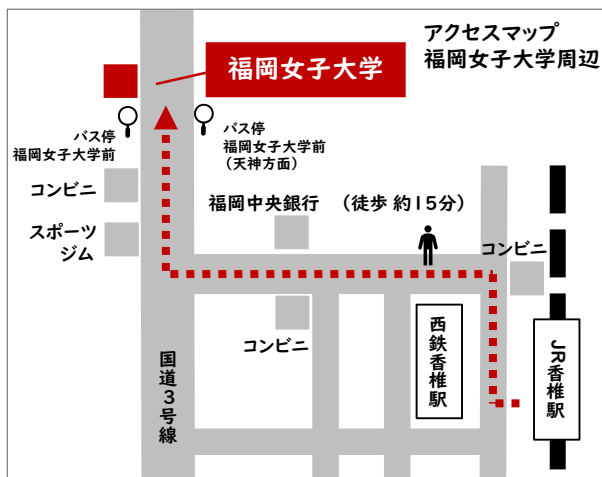 アクセスマップ
福岡女子大学周辺
福岡女子大学
バス停
福岡女子大学前
バス停
福岡女子大学前
(天神方面)
コンビニ
スポーツ
ジム
福岡中央銀行
(徒歩 約15分)
コンビニ
コンビニ
国道3号線
西鉄香椎駅
JR香椎駅